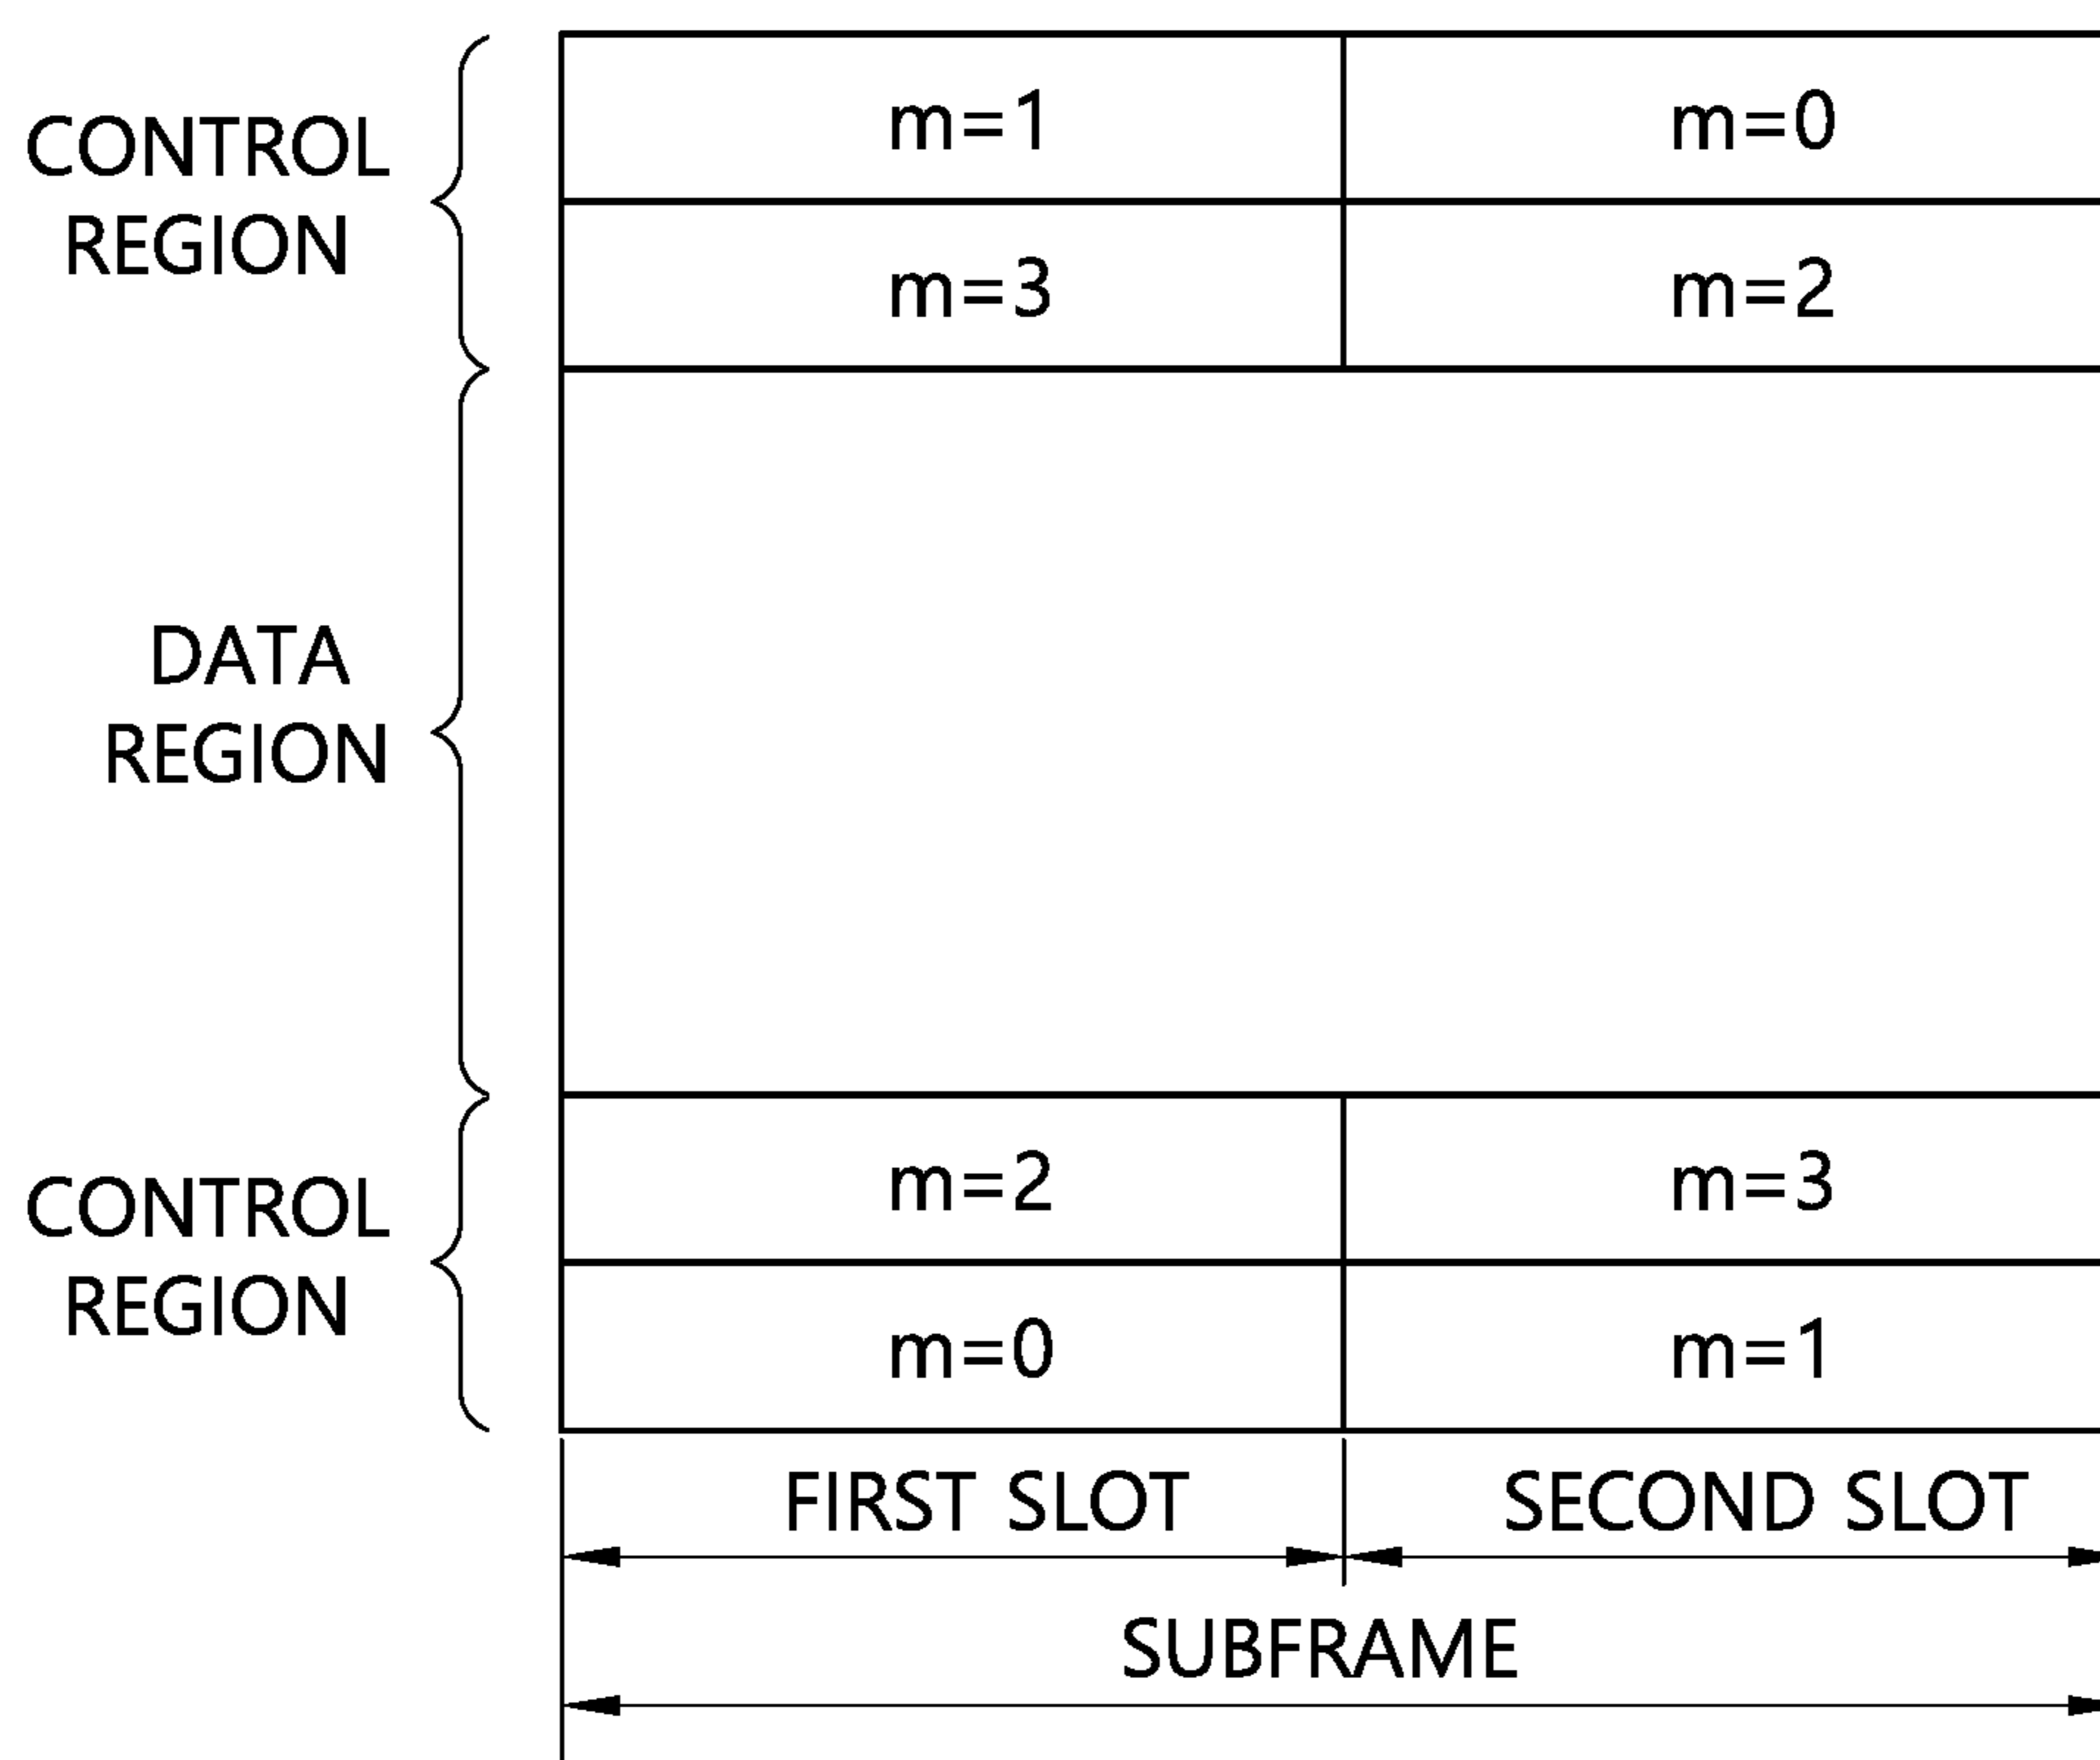 CONTROL
REGION
m=1
m=0
m=3
m=2
DATA
REGION
CONTROL
REGION
m=2
m=3
m=0
m=1
FIRST SLOT
SECOND SLOT
SUBFRAME